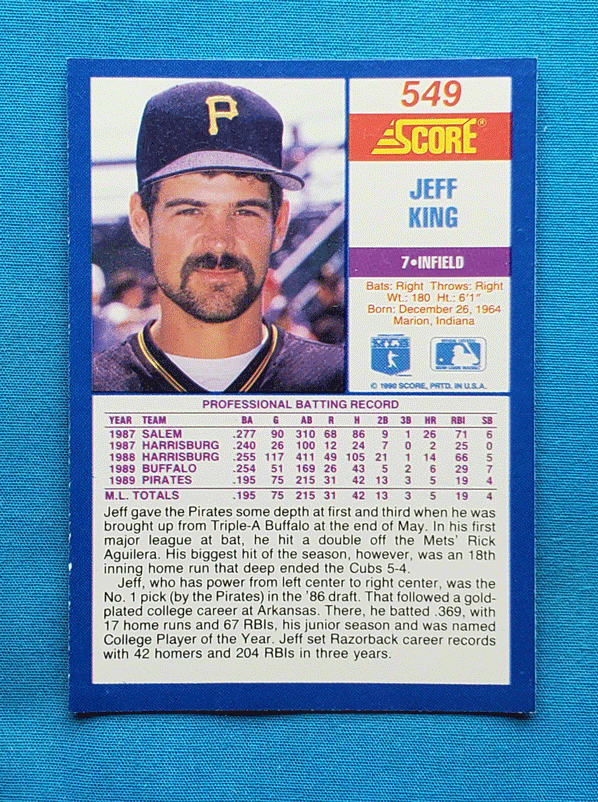 P
549
SCORE®
JEFF
KING
7•INFIELD
Bats: Right Throws: Right
Wt.: 180 Ht.: 6'1"
Born: December 26, 1964
Marion, Indiana
© 1990 SCORE, PRTD. IN U.S.A.
PROFESSIONAL BATTING RECORD
YEAR TEAM BA G AB R H 2B 3B HR RBI SB
1987 SALEM .277 90 310 68 86 9 1 26 71 6
1987 HARRISBURG .240 26 100 12 24 7 0 2 25 0
1988 HARRISBURG .255 117 411 49 105 21 1 14 66 5
1989 BUFFALO .254 51 169 26 43 5 2 6 29 7
1989 PIRATES .195 75 215 31 42 13 3 5 19 4
M.L. TOTALS .195 75 215 31 42 13 3 5 19 4
Jeff gave the Pirates some depth at first and third when he was
brought up from Triple-A Buffalo at the end of May. In his first
major league at bat, he hit a double off the Mets' Rick
Aguilera. His biggest hit of the season, however, was an 18th
inning home run that deep ended the Cubs 5-4.
Jeff, who has power from left center to right center, was the
No. 1 pick (by the Pirates) in the '86 draft. That followed a gold-
plated college career at Arkansas. There, he batted .369, with
17 home runs and 67 RBIs, his junior season and was named
College Player of the Year. Jeff set Razorback career records
with 42 homers and 204 RBIs in three years.